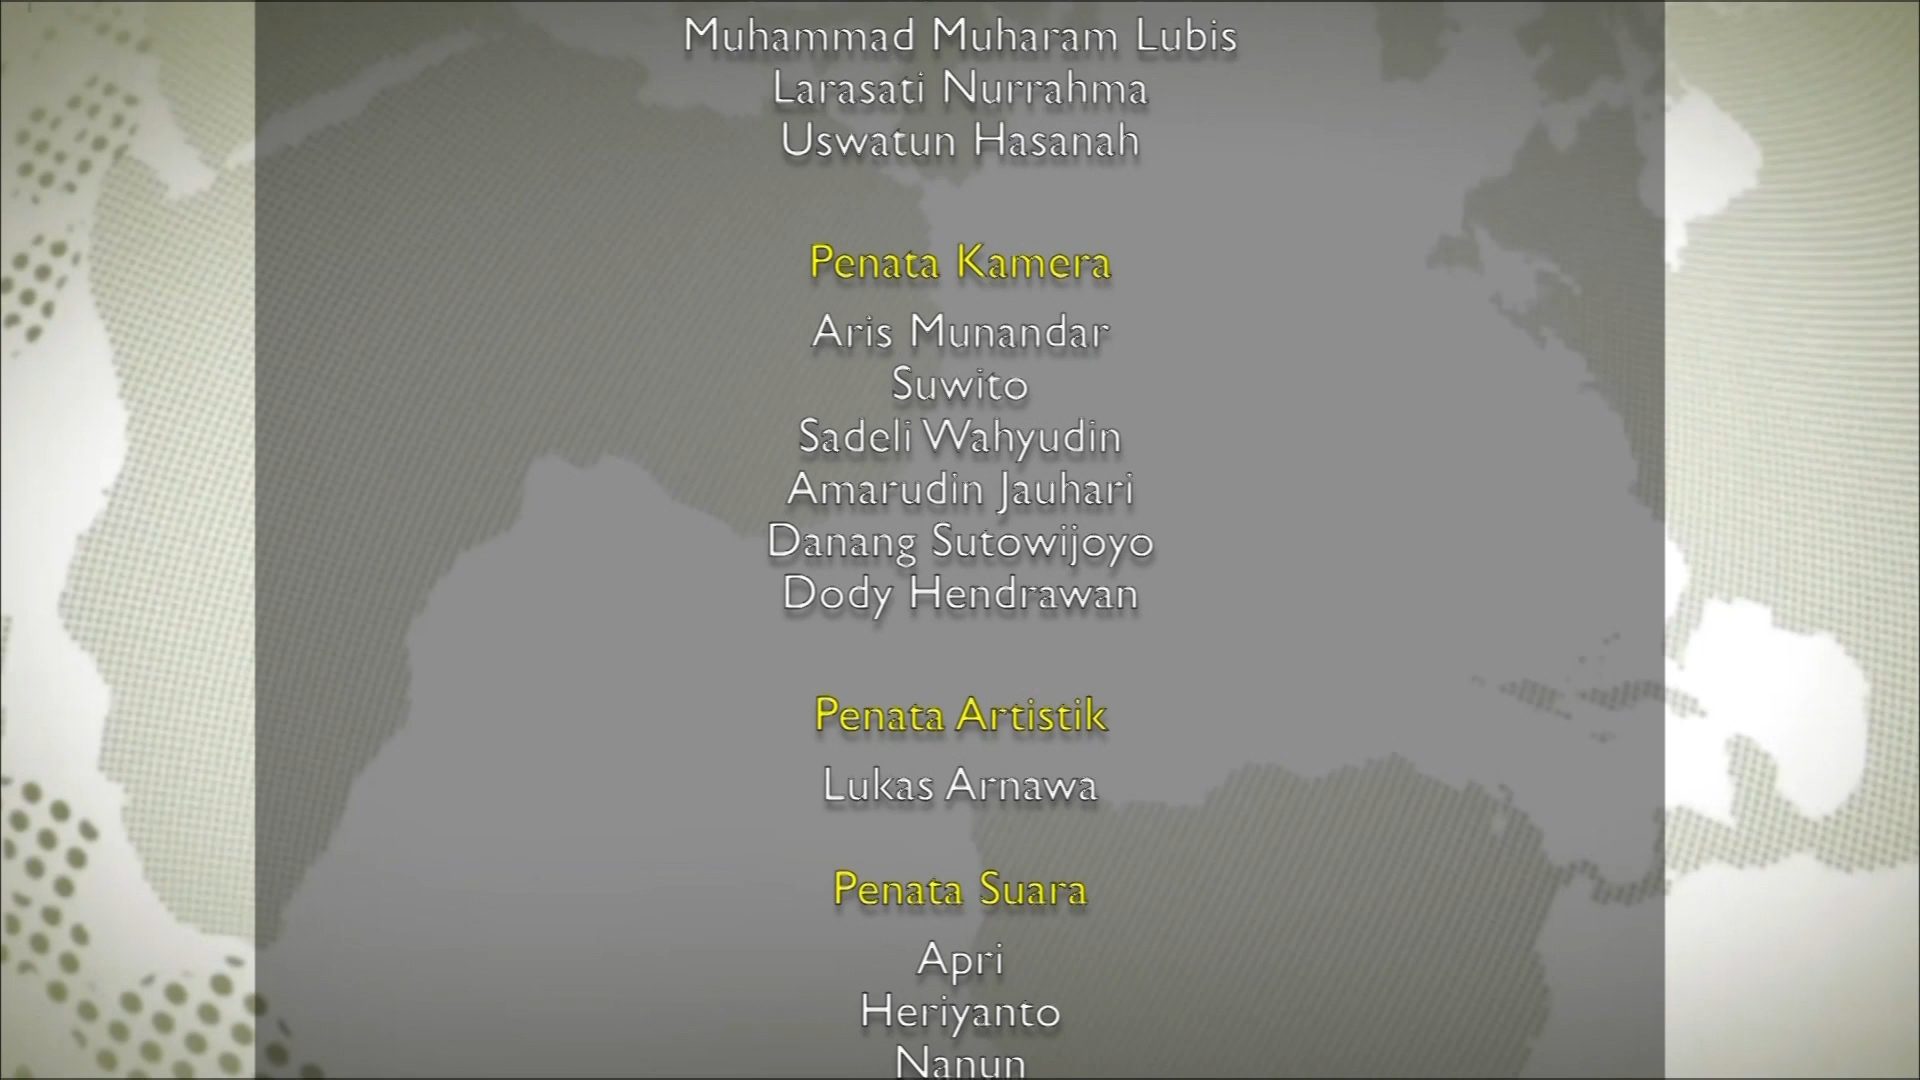 Muhammad Muharam Lubis
Larasati Nurrahma
Uswatun Hasanah
Penata Kamera
Aris Munandar
Suwito
Sadeli Wahyudin
Amarudin Jauhari
Danang Sutowijoyo
Dody Hendrawan
Penata Artistik
Lukas Arnawa
Penata Suara
Apri
Heriyanto
Nanun